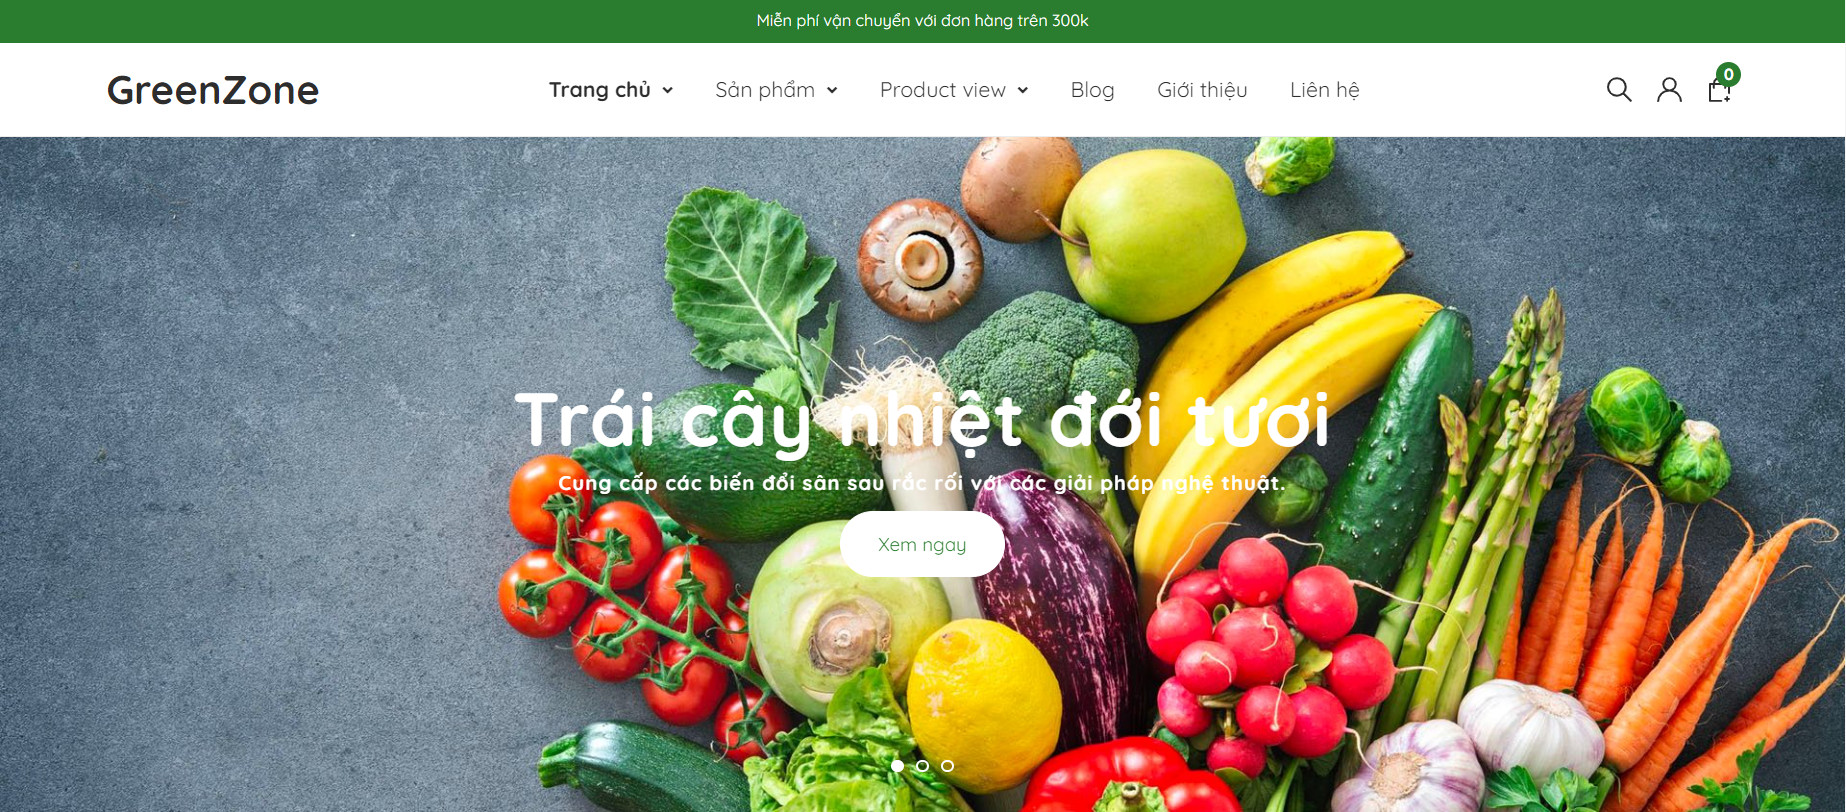 Miễn phí vận chuyển với đơn hàng trên 300k
GreenZone Trang chủ Sản phẩm Product view Blog Giới thiệu Liên hệ 0
Trái cây nhiệt đới tươi
Cung cấp các biến đổi sân sau rắc rối với các giải pháp nghệ thuật.
Xem ngay